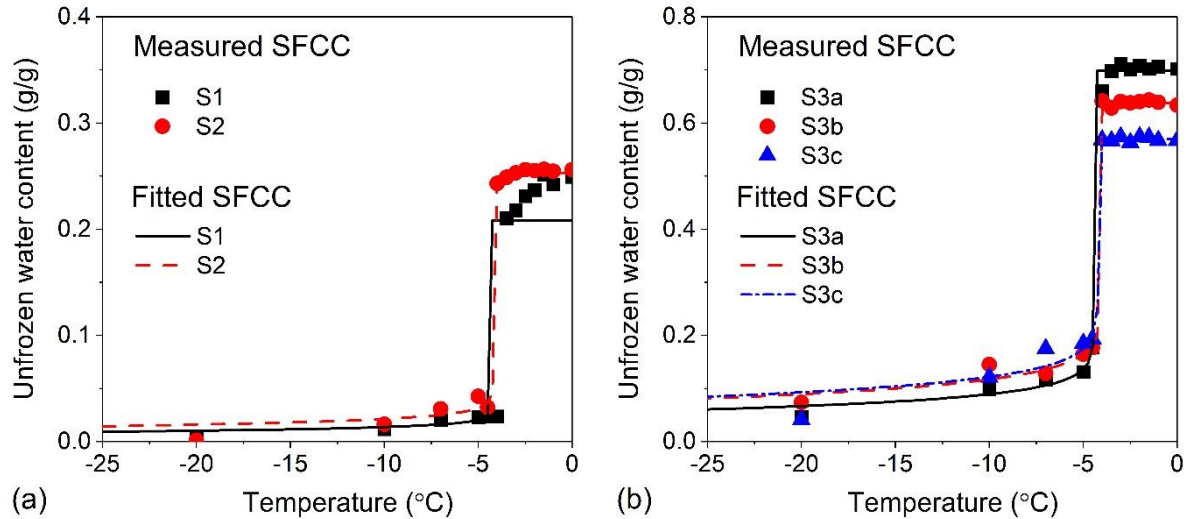 0.4
0.3
0.2
0.1
0.0
Unfrozen water content (g/g)
Measured SFCC
S1
S2
Fitted SFCC
S1
S2
-25 -20 -15 -10 -5 0
Temperature (°C)
(a)
0.8
0.6
0.4
0.2
0.0
Unfrozen water content (g/g)
Measured SFCC
S3a
S3b
S3c
Fitted SFCC
S3a
S3b
S3c
-25 -20 -15 -10 -5 0
Temperature (°C)
(b)